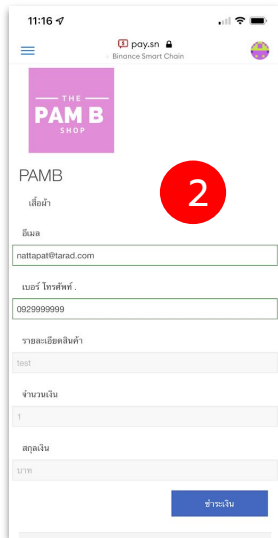 11:16
pay.sn
Binance Smart Chain
THE
PAM B
SHOP
PAMB
2
เสื้อผ้า
อีเมล
nattapat@tarad.com
เบอร์ โทรศัพท์ .
0929999999
รายละเอียดสินค้า
test
จำนวนเงิน
1
สกุลเงิน
บาท
ชำระเงิน